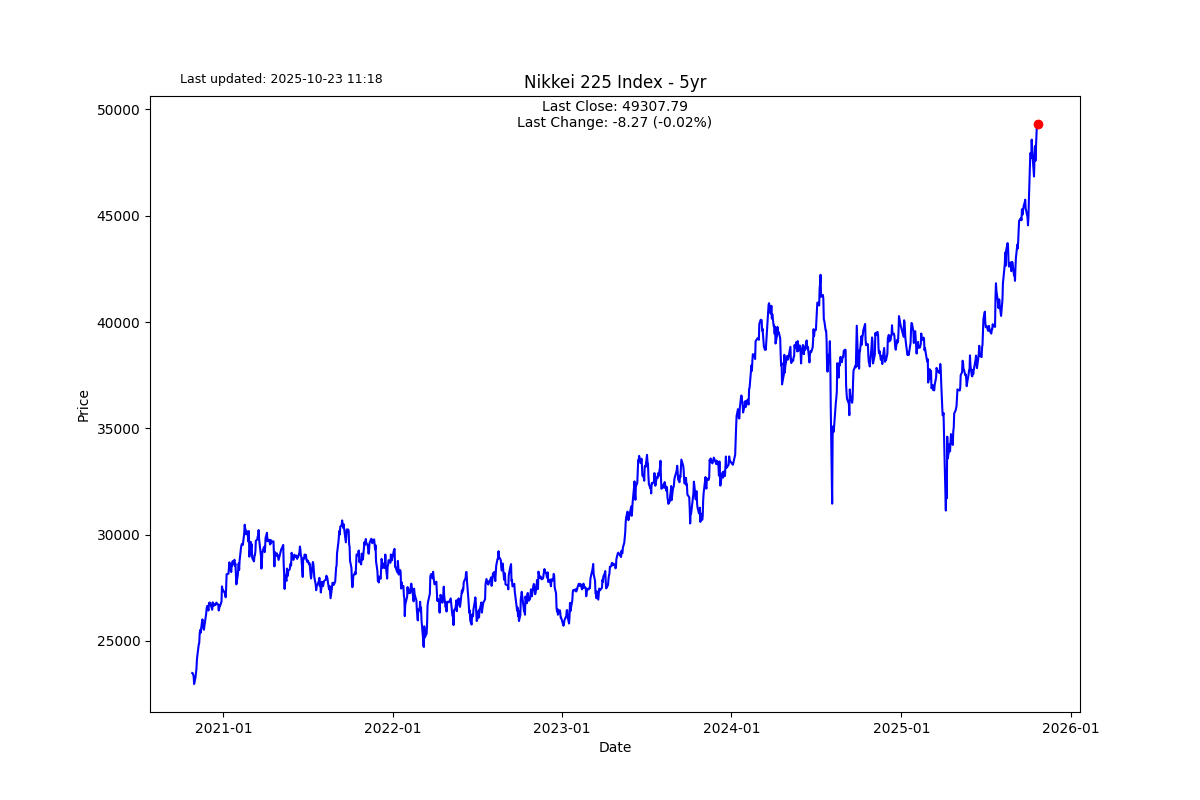 Last updated: 2025-10-23 11:18
Nikkei 225 Index - 5yr
Last Close: 49307.79
Last Change: -8.27 (-0.02%)
50000
45000
40000
35000
30000
25000
Price
2021-01
2022-01
2023-01
2024-01
2025-01
2026-01
Date